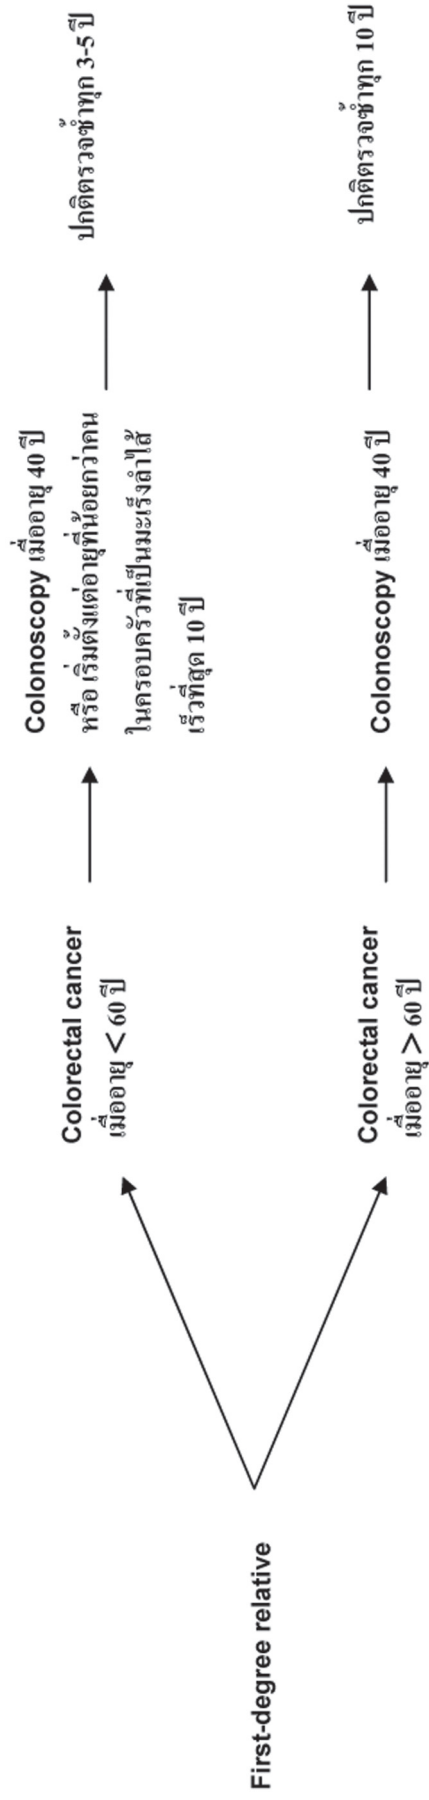 First-degree relative
Colorectal cancer
เมื่ออายุ < 60 ปี
Colonoscopy เมื่ออายุ 40 ปี
หรือ เริ่มตั้งแต่อายุที่น้อยกว่าคน
ในครอบครัวที่เป็นมะเร็งลำไส้
เร็วที่สุด 10 ปี
ปกติตรวจซ้ำทุก 3-5 ปี
Colorectal cancer
เมื่ออายุ > 60 ปี
Colonoscopy เมื่ออายุ 40 ปี
ปกติตรวจซ้ำทุก 10 ปี